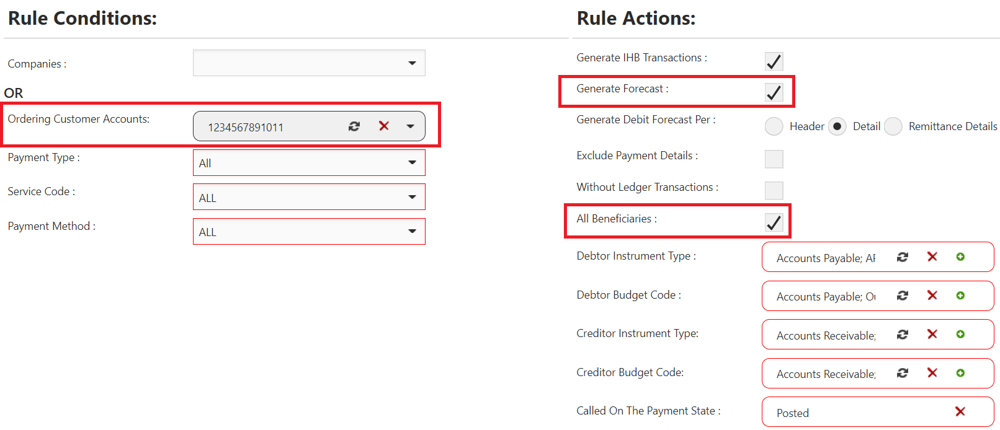 Rule Conditions:
Companies :
OR
Ordering Customer Accounts: 1234567891011
Payment Type : All
Service Code : ALL
Payment Method : ALL
Rule Actions:
Generate IHB Transactions :
Generate Forecast :
Generate Debit Forecast Per : Header Detail Remittance Details
Exclude Payment Details :
Without Ledger Transactions :
All Beneficiaries :
Debtor Instrument Type : Accounts Payable;
Debtor Budget Code : Accounts Payable;
Creditor Instrument Type: Accounts Receivable;
Creditor Budget Code: Accounts Receivable;
Called On The Payment State : Posted